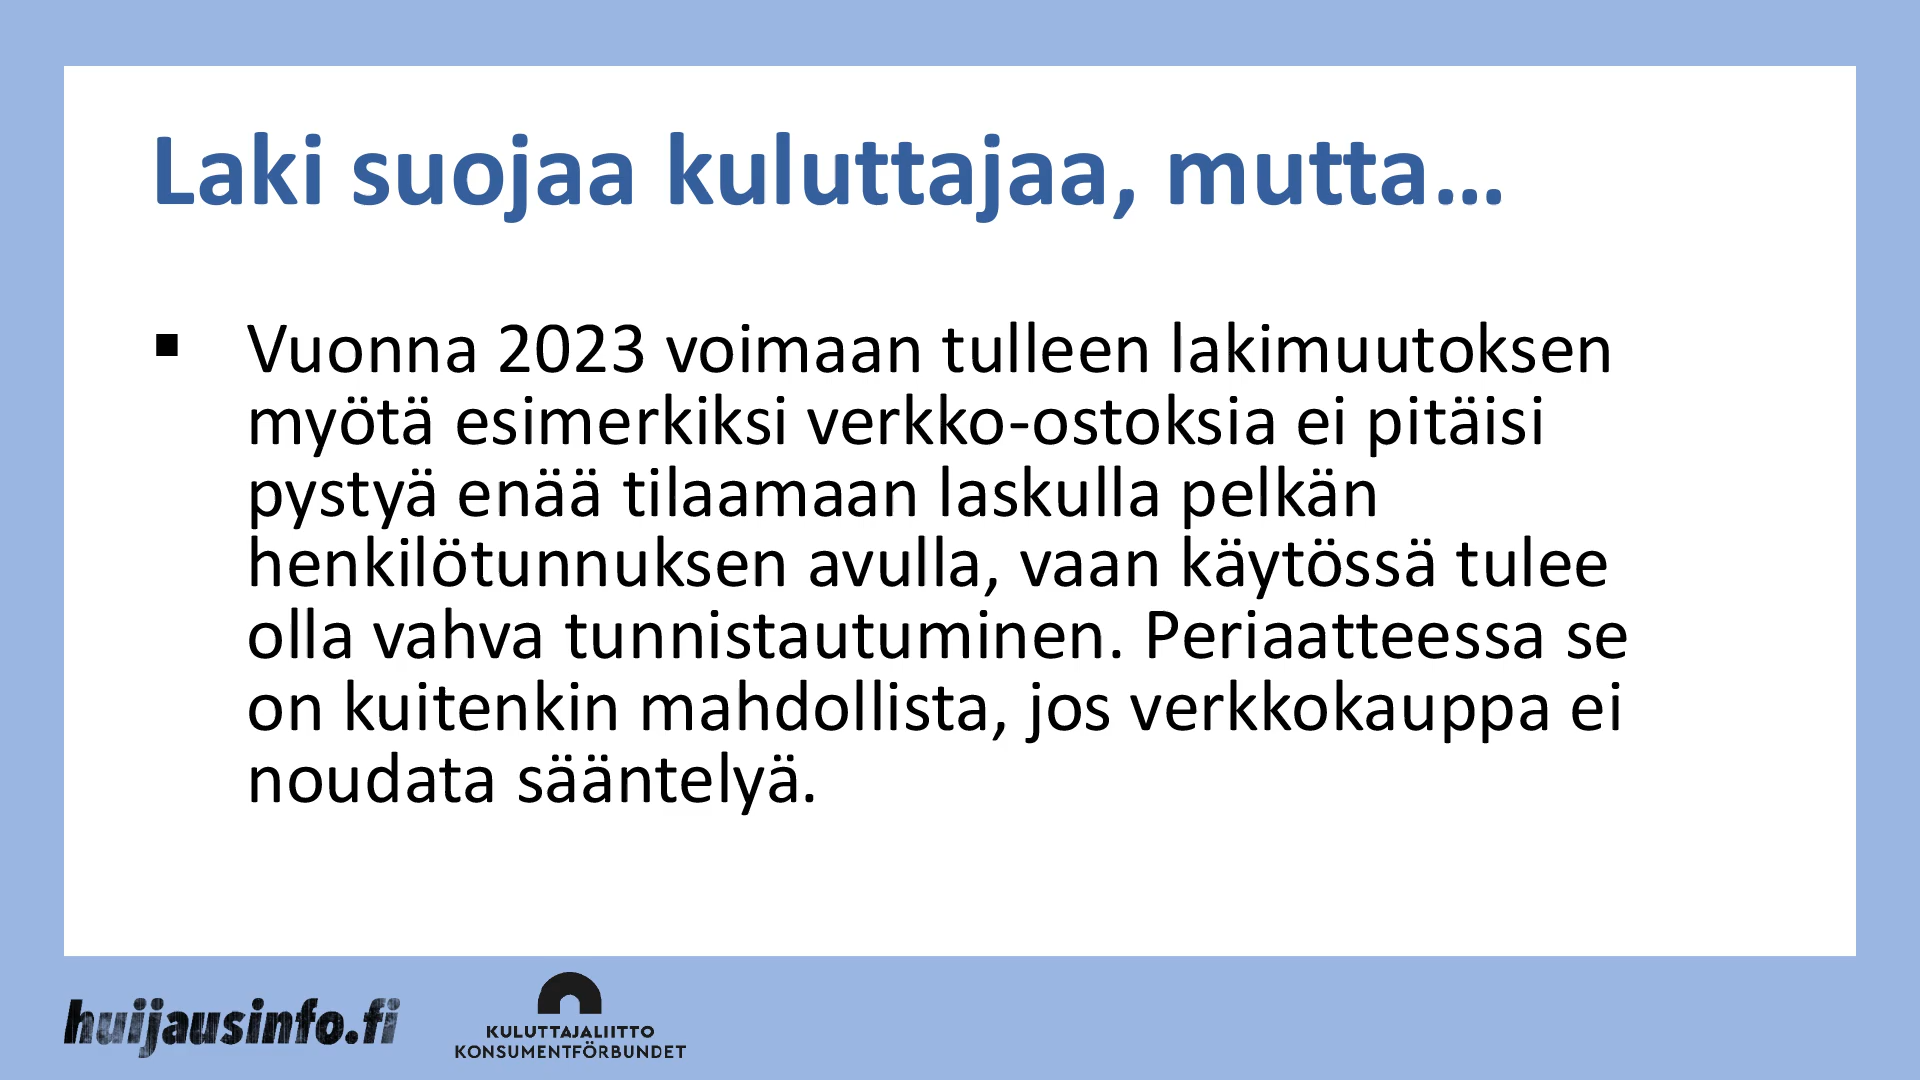 Laki suojaa kuluttajaa, mutta...
▪ Vuonna 2023 voimaan tulleen lakimuutoksen
myötä esimerkiksi verkko-ostoksia ei pitäisi
pystyä enää tilaamaan laskulla pelkän
henkilötunnuksen avulla, vaan käytössä tulee
olla vahva tunnistautuminen. Periaatteessa se
on kuitenkin mahdollista, jos verkkokauppa ei
noudata sääntelyä.
huijausinfo.fi
KULUTTAJALIITTO
KONSUMENTFÖRBUNDET